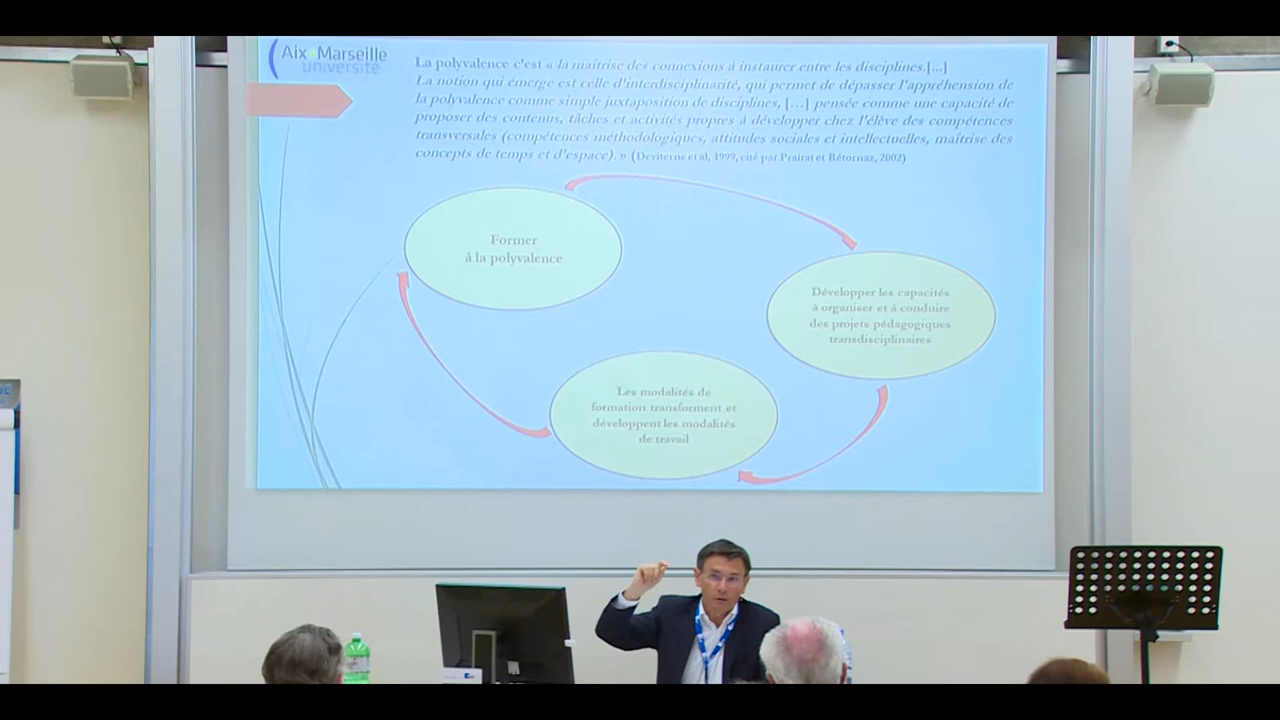 Aix Marseille
université
La polyvalence c'est « la maîtrise des connexions à instaurer entre les disciplines.[...]
La notion qui émerge est celle d'interdisciplinarité, qui permet de dépasser l'appréhension de
la polyvalence comme simple juxtaposition de disciplines, [...] pensée comme une capacité de
proposer des contenus, tâches et activités propres à développer chez l'élève des compétences
transversales (compétences méthodologiques, attitudes sociales et intellectuelles, maîtrise des
concepts de temps et d'espace). » (Deviterne et al, 1999, cité par Prairat et Rétornaz, 2002)
Former
à la polyvalence
Développer les capacités
à organiser et à conduire
des projets pédagogiques
transdisciplinaires
Les modalités de
formation transforment et
développent les modalités
de travail